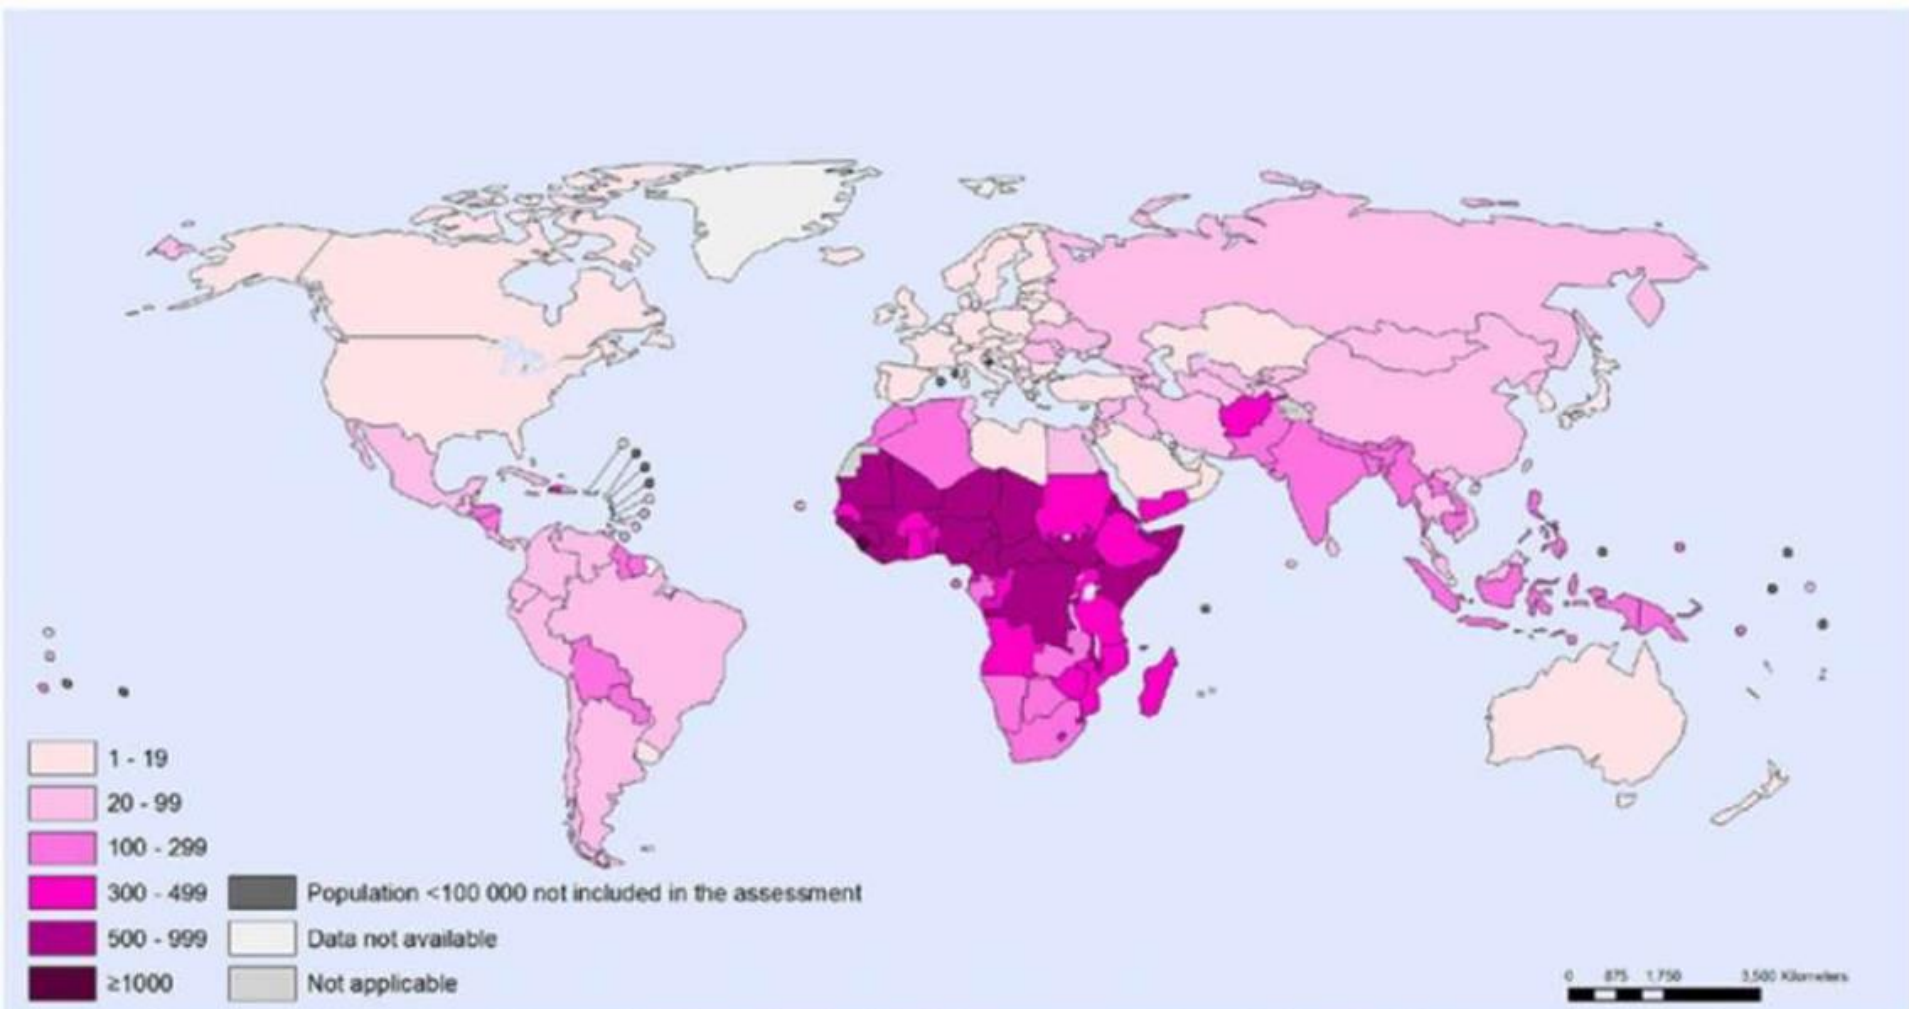 1 - 19
20 - 99
100 - 299
300 - 499
500 - 999
≥1000
Population <100 000 not included in the assessment
Data not available
Not applicable
0 875 1,750 3,500 Kilometers